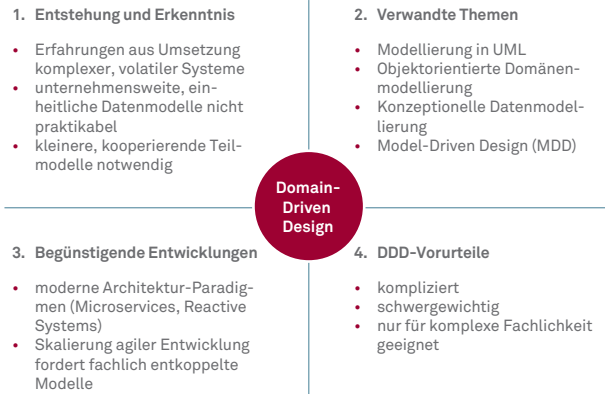 1. Entstehung und Erkenntnis
• Erfahrungen aus Umsetzung
komplexer, volatiler Systeme
• unternehmensweite, ein-
heitliche Datenmodelle nicht
praktikabel
• kleinere, kooperierende Teil-
modelle notwendig
2. Verwandte Themen
• Modellierung in UML
• Objektorientierte Domänen-
modellierung
• Konzeptionelle Datenmodel-
lierung
• Model-Driven Design (MDD)
Domain-
Driven
Design
3. Begünstigende Entwicklungen
• moderne Architektur-Paradig-
men (Microservices, Reactive
Systems)
• Skalierung agiler Entwicklung
fordert fachlich entkoppelte
Modelle
4. DDD-Vorurteile
• kompliziert
• schwergewichtig
• nur für komplexe Fachlichkeit
geeignet